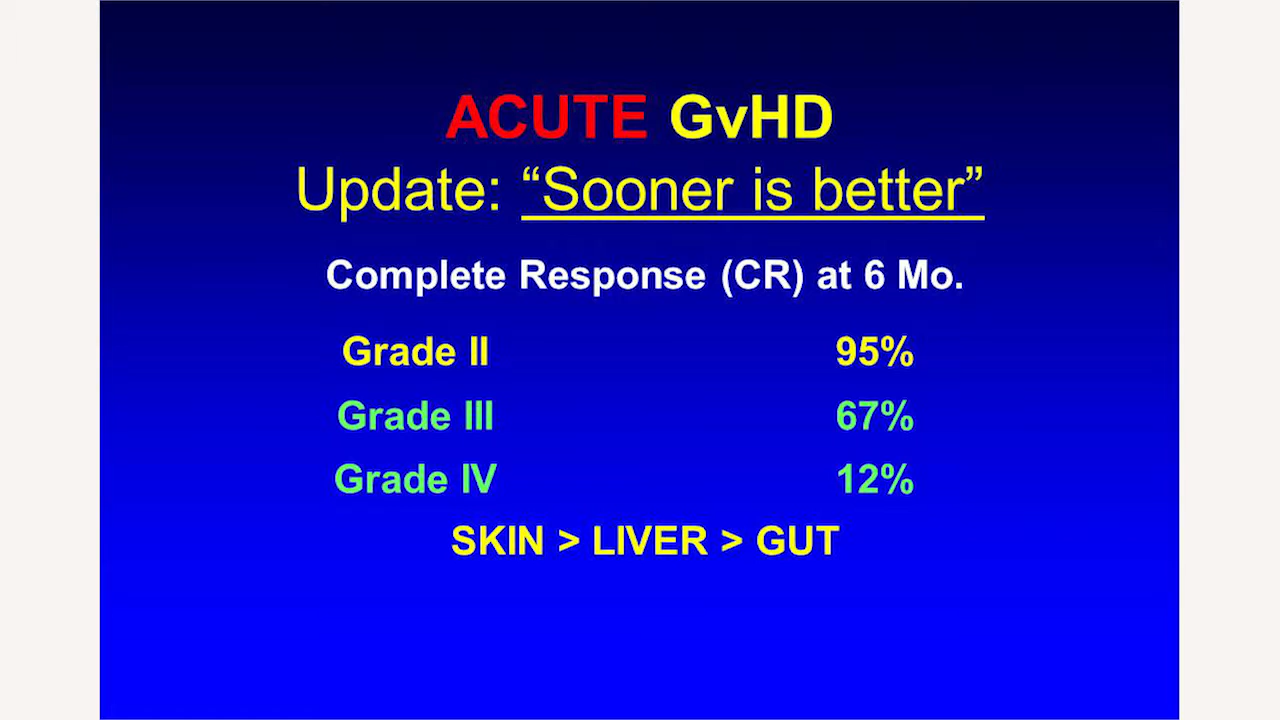 ACUTE GvHD
Update: “Sooner is better”
Complete Response (CR) at 6 Mo.
Grade II 95%
Grade III 67%
Grade IV 12%
SKIN > LIVER > GUT